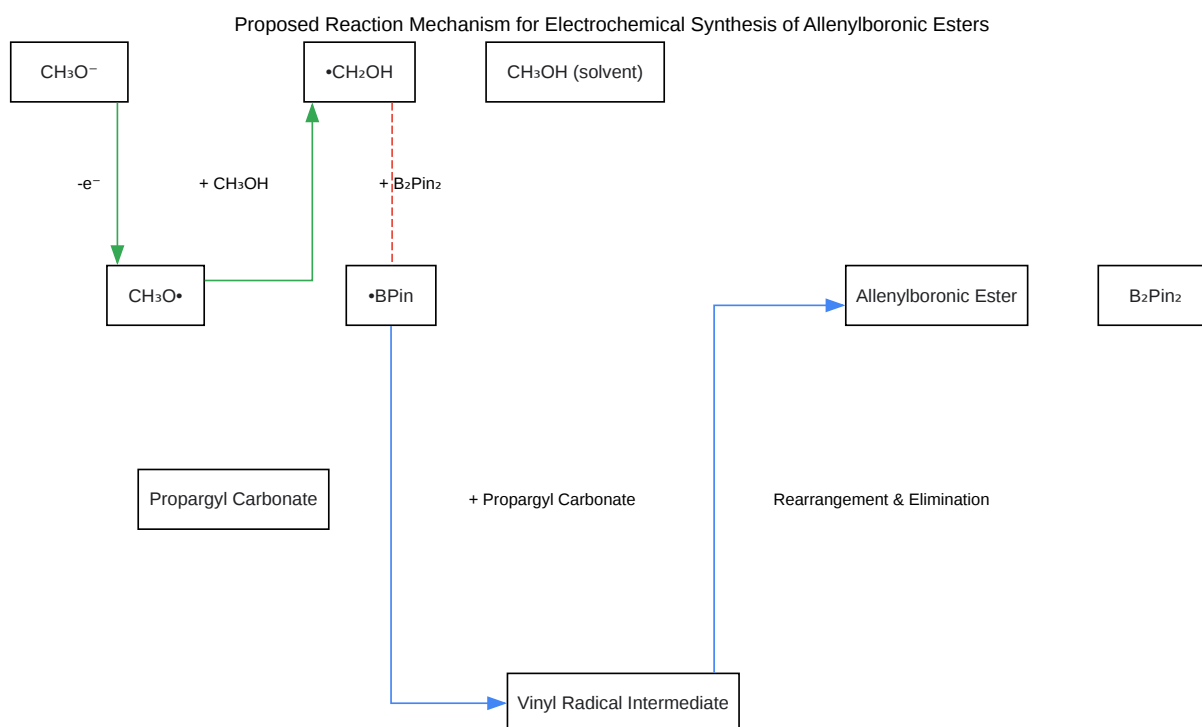 Proposed Reaction Mechanism for Electrochemical Synthesis of Allenylboronic Esters
CH₃O⁻
•CH₂OH
CH₃OH (solvent)
-e⁻
+ CH₃OH
+ B₂Pin₂
CH₃O•
•BPin
Allenylboronic Ester
B₂Pin₂
Propargyl Carbonate
+ Propargyl Carbonate
Rearrangement & Elimination
Vinyl Radical Intermediate